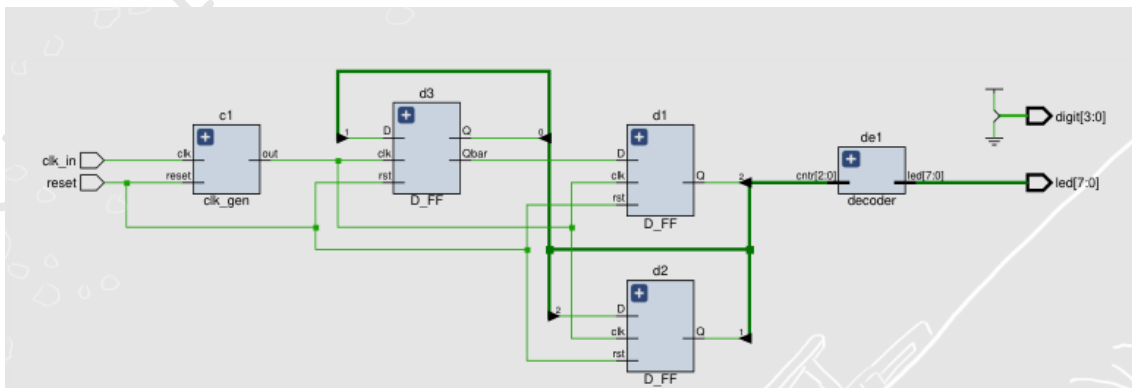 clk_in
reset
c1
clk
reset
out
clk_gen
1
d3
D
clk
rst
Q
Qbar
D_FF
0
d1
D
clk
rst
Q
D_FF
2
de1
cntr[2:0]
led[7:0]
decoder
digit[3:0]
led[7:0]
2
d2
D
clk
rst
Q
D_FF
1